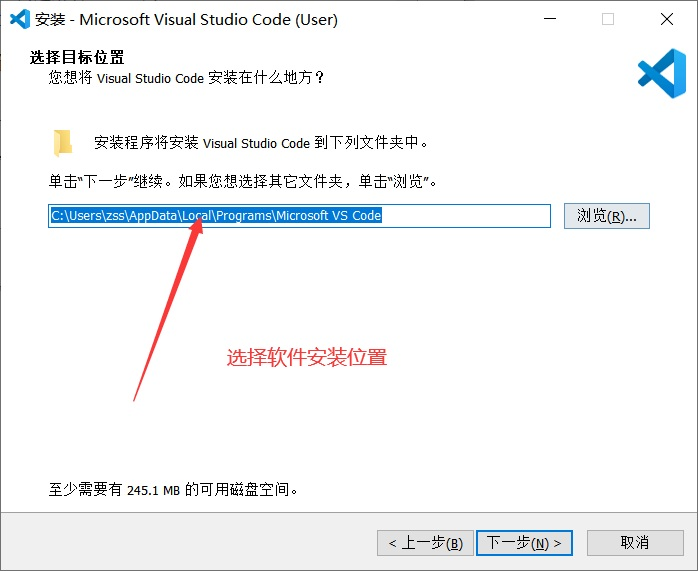 安装 - Microsoft Visual Studio Code (User)
选择目标位置
您想将 Visual Studio Code 安装在什么地方？
安装程序将安装 Visual Studio Code 到下列文件夹中。
单击“下一步”继续。如果您想选择其它文件夹，单击“浏览”。
C:\Users\zss\AppData\Local\Programs\Microsoft VS Code
浏览(R)...
选择软件安装位置
至少需要有 245.1 MB 的可用磁盘空间。
< 上一步(B)
下一步(N) >
取消